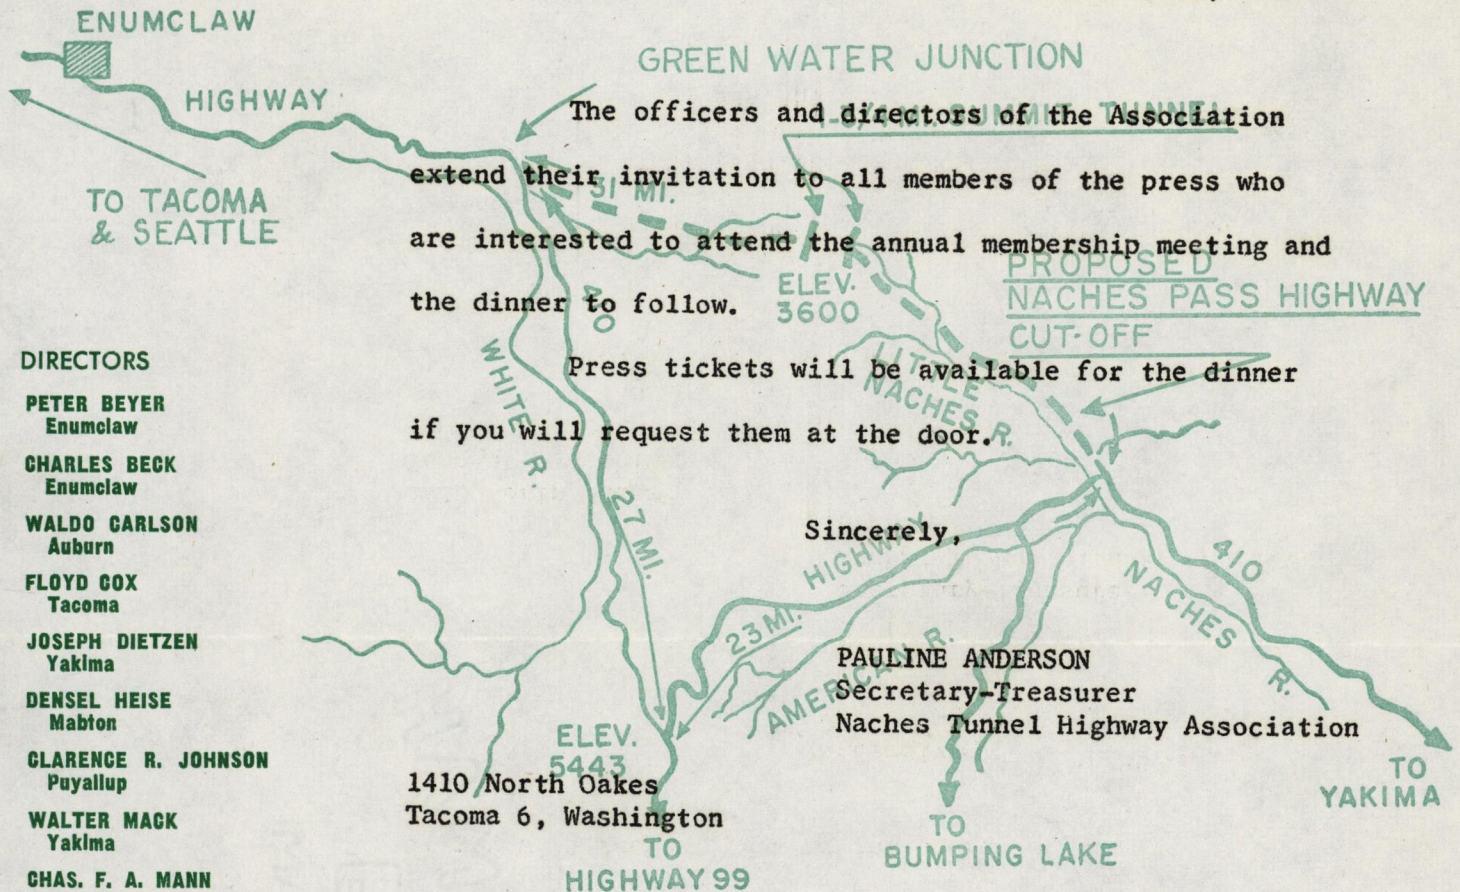 ENUMCLAW
GREEN WATER JUNCTION
HIGHWAY
SUMMIT TUNNEL
The officers and directors of the Association
extend their invitation to all members of the press who
are interested to attend the annual membership meeting and
the dinner to follow.
Press tickets will be available for the dinner
if you will request them at the door.
Sincerely,
PAULINE ANDERSON
Secretary-Treasurer
Naches Tunnel Highway Association
1410 North Oakes
Tacoma 6, Washington
TO TACOMA
& SEATTLE
31 MI.
ELEV.
3600
PROPOSED
NACHES PASS HIGHWAY
CUT-OFF
410
WHITE R.
LITTLE
NACHES R.
27 MI.
HIGHWAY
410
23 MI.
AMERICAN R.
NACHES R.
ELEV.
5443
TO
HIGHWAY 99
TO
BUMPING LAKE
TO
YAKIMA
DIRECTORS
PETER BEYER
Enumclaw
CHARLES BECK
Enumclaw
WALDO CARLSON
Auburn
FLOYD COX
Tacoma
JOSEPH DIETZEN
Yakima
DENSEL HEISE
Mabton
CLARENCE R. JOHNSON
Puyallup
WALTER MACK
Yakima
CHAS. F. A. MANN